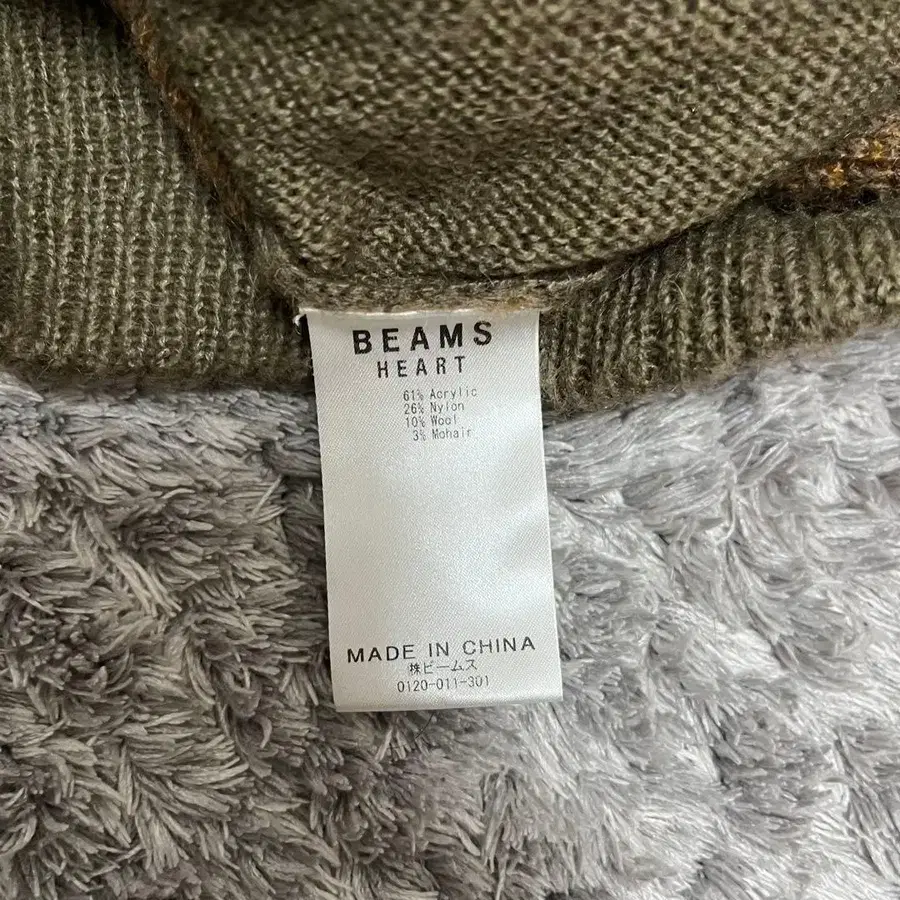 BEAMS
HEART
61% Acrylic
26% Nylon
10% Wool
3% Mohair
MADE IN CHINA
㈱ビームス
0120-011-301